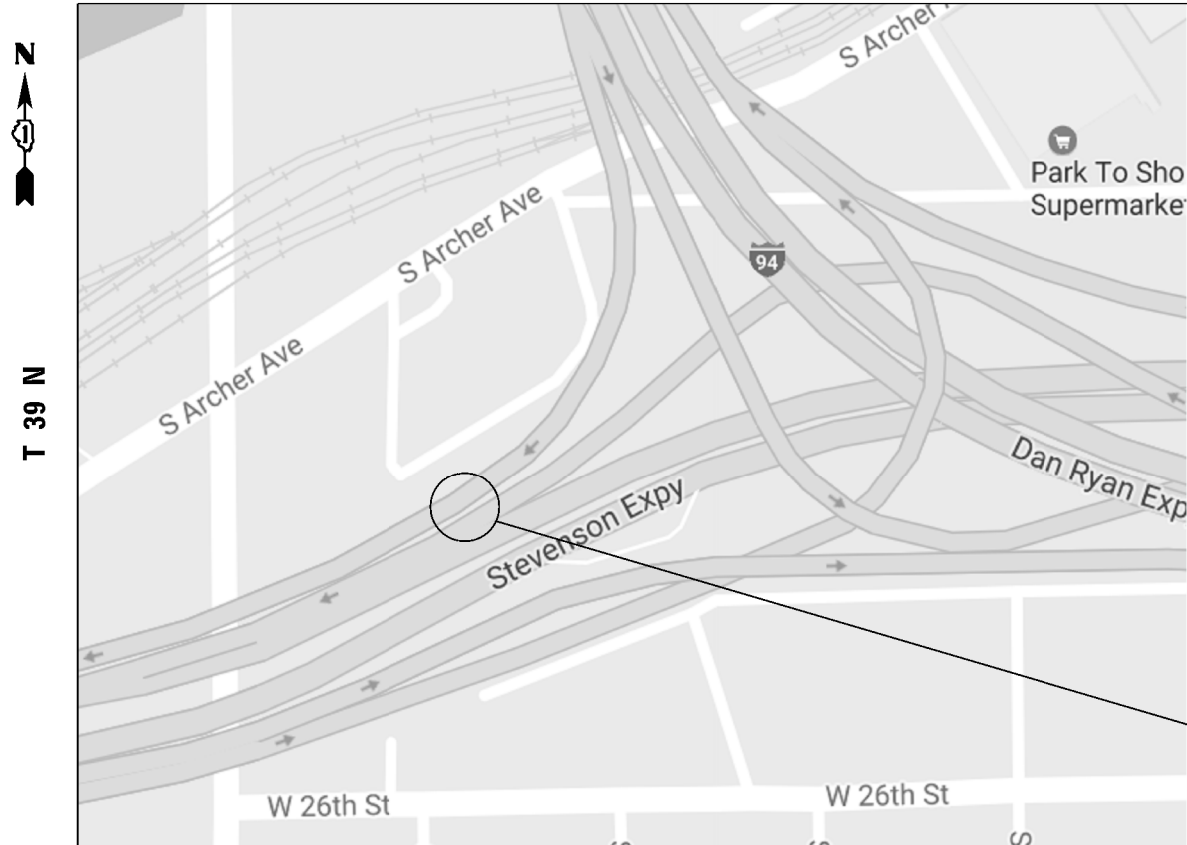 N
1
T 39 N
S Archer
Park To Sho
Supermarke
S Archer Ave
94
S Archer Ave
Dan Ryan Exp
Stevenson Expy
W 26th St
W 26th St
S